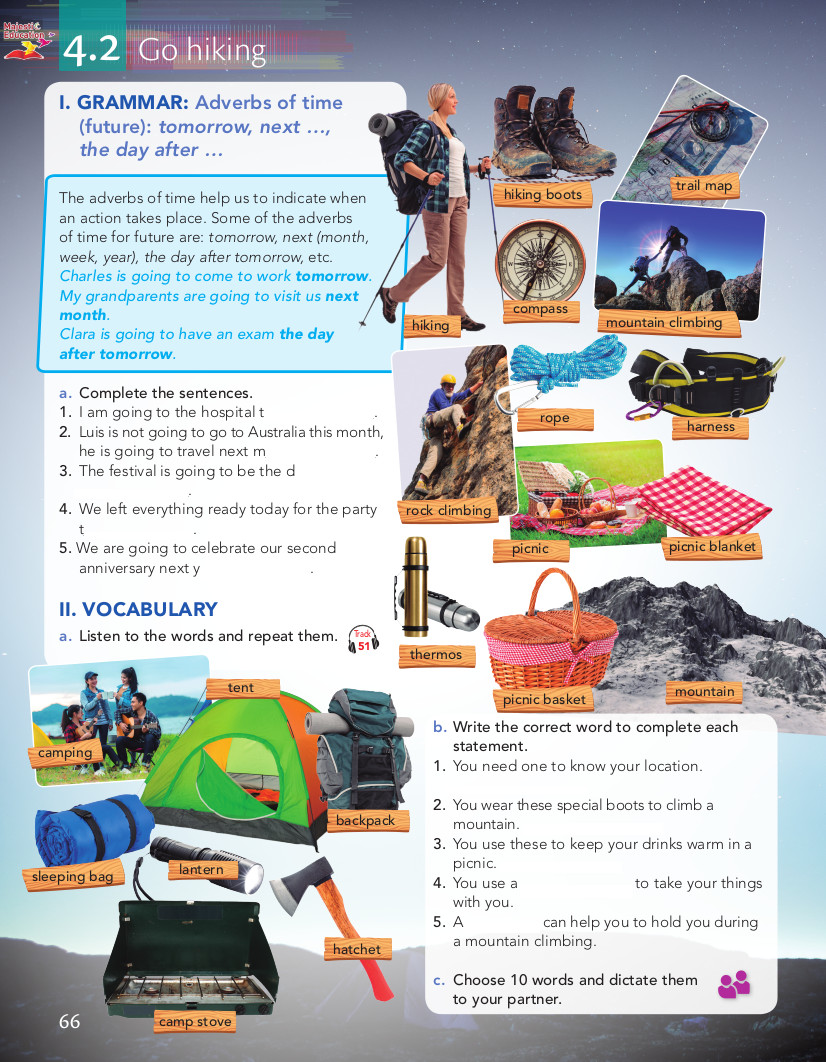 Majestic
Education
4.2 Go hiking
I. GRAMMAR: Adverbs of time
(future): tomorrow, next …,
the day after …
The adverbs of time help us to indicate when
an action takes place. Some of the adverbs
of time for future are: tomorrow, next (month,
week, year), the day after tomorrow, etc.
Charles is going to come to work tomorrow.
My grandparents are going to visit us next
month.
Clara is going to have an exam the day
after tomorrow.
a. Complete the sentences.
1. I am going to the hospital t .
2. Luis is not going to go to Australia this month,
he is going to travel next m .
3. The festival is going to be the d
.
4. We left everything ready today for the party
t .
5. We are going to celebrate our second
anniversary next y .
II. VOCABULARY
a. Listen to the words and repeat them.
Track
51
hiking boots
trail map
compass
hiking
mountain climbing
rope
harness
rock climbing
picnic
picnic blanket
thermos
picnic basket
mountain
tent
camping
backpack
sleeping bag
lantern
hatchet
camp stove
b. Write the correct word to complete each
statement.
1. You need one to know your location.
2. You wear these special boots to climb a
mountain.
3. You use these to keep your drinks warm in a
picnic.
4. You use a to take your things
with you.
5. A can help you to hold you during
a mountain climbing.
c. Choose 10 words and dictate them
to your partner.
66